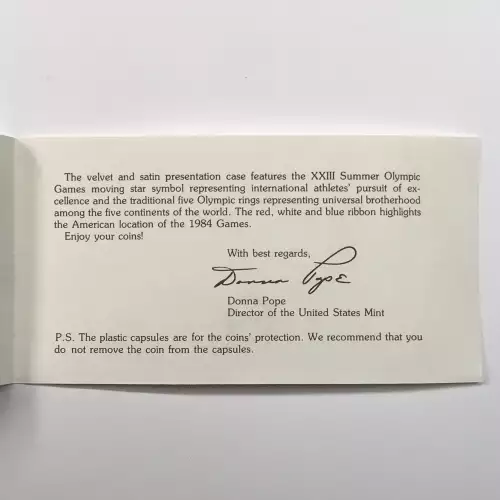 The velvet and satin presentation case features the XXIII Summer Olympic
Games moving star symbol representing international athletes' pursuit of ex-
cellence and the traditional five Olympic rings representing universal brotherhood
among the five continents of the world. The red, white and blue ribbon highlights
the American location of the 1984 Games.
Enjoy your coins!
With best regards,
Donna Pope
Donna Pope
Director of the United States Mint
P.S. The plastic capsules are for the coins' protection. We recommend that you
do not remove the coin from the capsules.